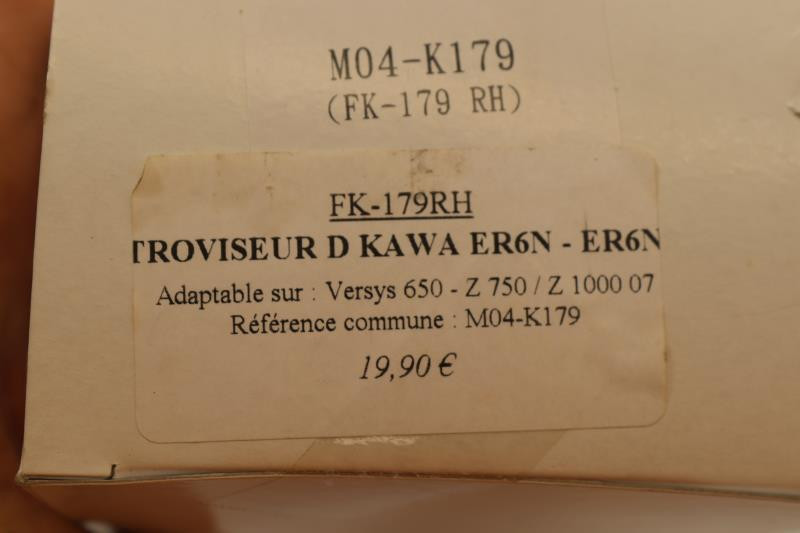 M04-K179
(FK-179 RH)
FK-179RH
TROVISEUR D KAWA ER6N - ER6N
Adaptable sur : Versys 650 - Z 750 / Z 1000 07
Référence commune : M04-K179
19,90 €